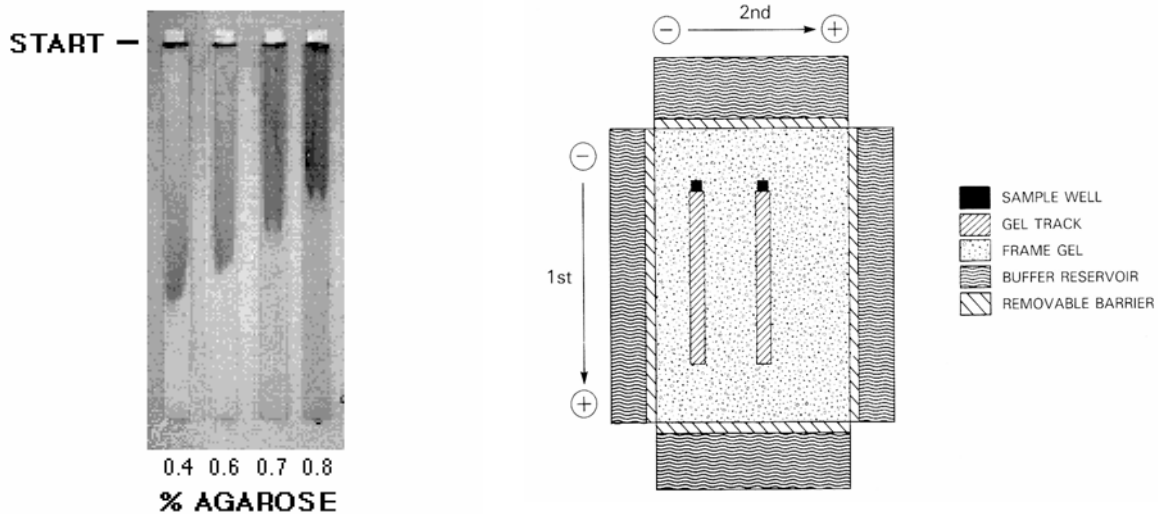 START –
0.4 0.6 0.7 0.8
% AGAROSE
2nd
− +
−
1st
+
SAMPLE WELL
GEL TRACK
FRAME GEL
BUFFER RESERVOIR
REMOVABLE BARRIER